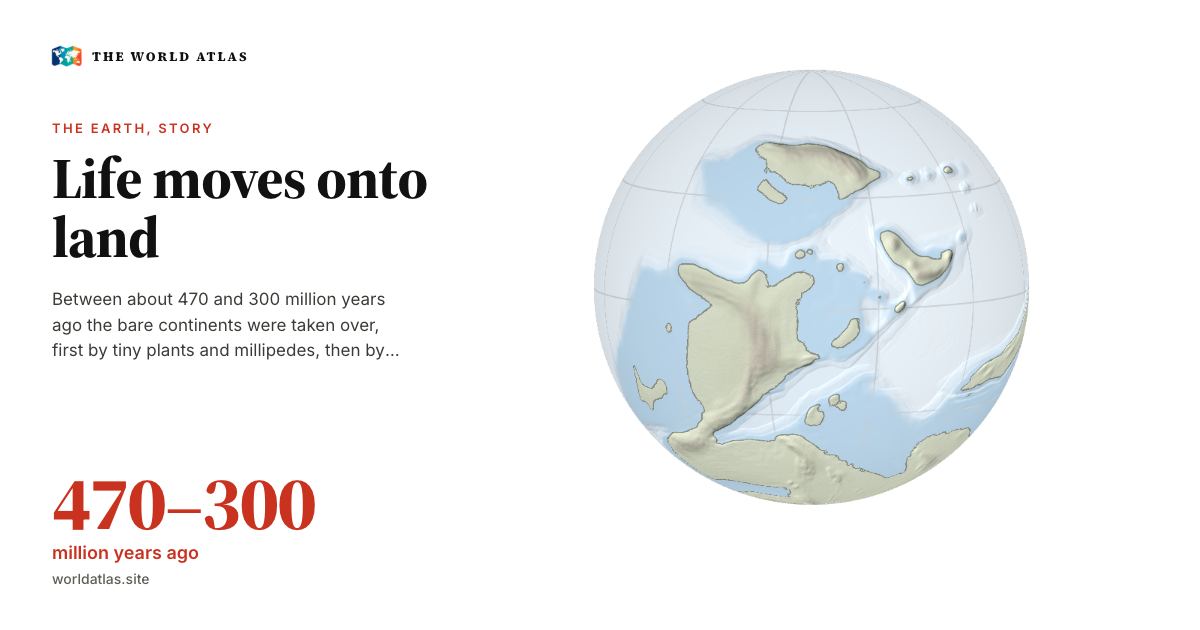 THE WORLD ATLAS
THE EARTH, STORY
Life moves onto
land
Between about 470 and 300 million years
ago the bare continents were taken over,
first by tiny plants and millipedes, then by…
470–300
million years ago
worldatlas.site